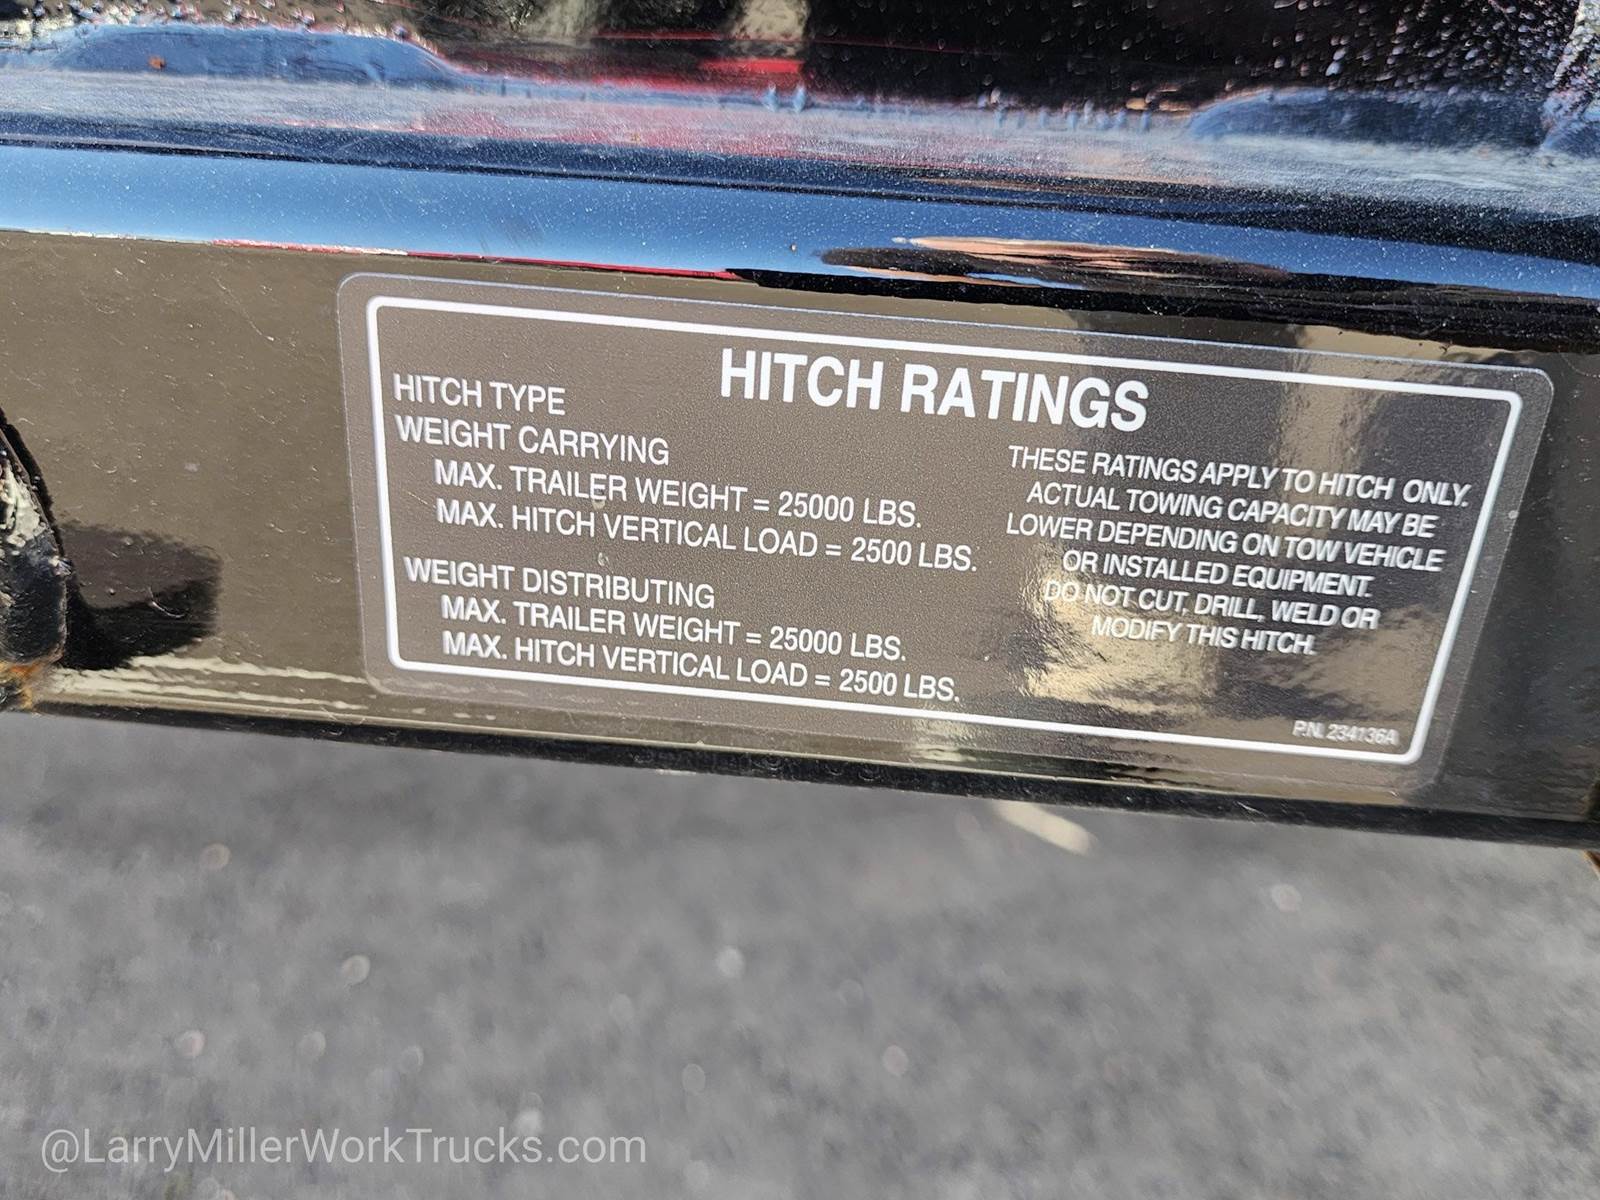 HITCH RATINGS
HITCH TYPE
WEIGHT CARRYING
MAX. TRAILER WEIGHT = 25000 LBS.
MAX. HITCH VERTICAL LOAD = 2500 LBS.
WEIGHT DISTRIBUTING
MAX. TRAILER WEIGHT = 25000 LBS.
MAX. HITCH VERTICAL LOAD = 2500 LBS.
THESE RATINGS APPLY TO HITCH ONLY.
ACTUAL TOWING CAPACITY MAY BE
LOWER DEPENDING ON TOW VEHICLE
OR INSTALLED EQUIPMENT.
DO NOT CUT, DRILL, WELD OR
MODIFY THIS HITCH.
P.N. 234136A
@LarryMillerWorkTrucks.com